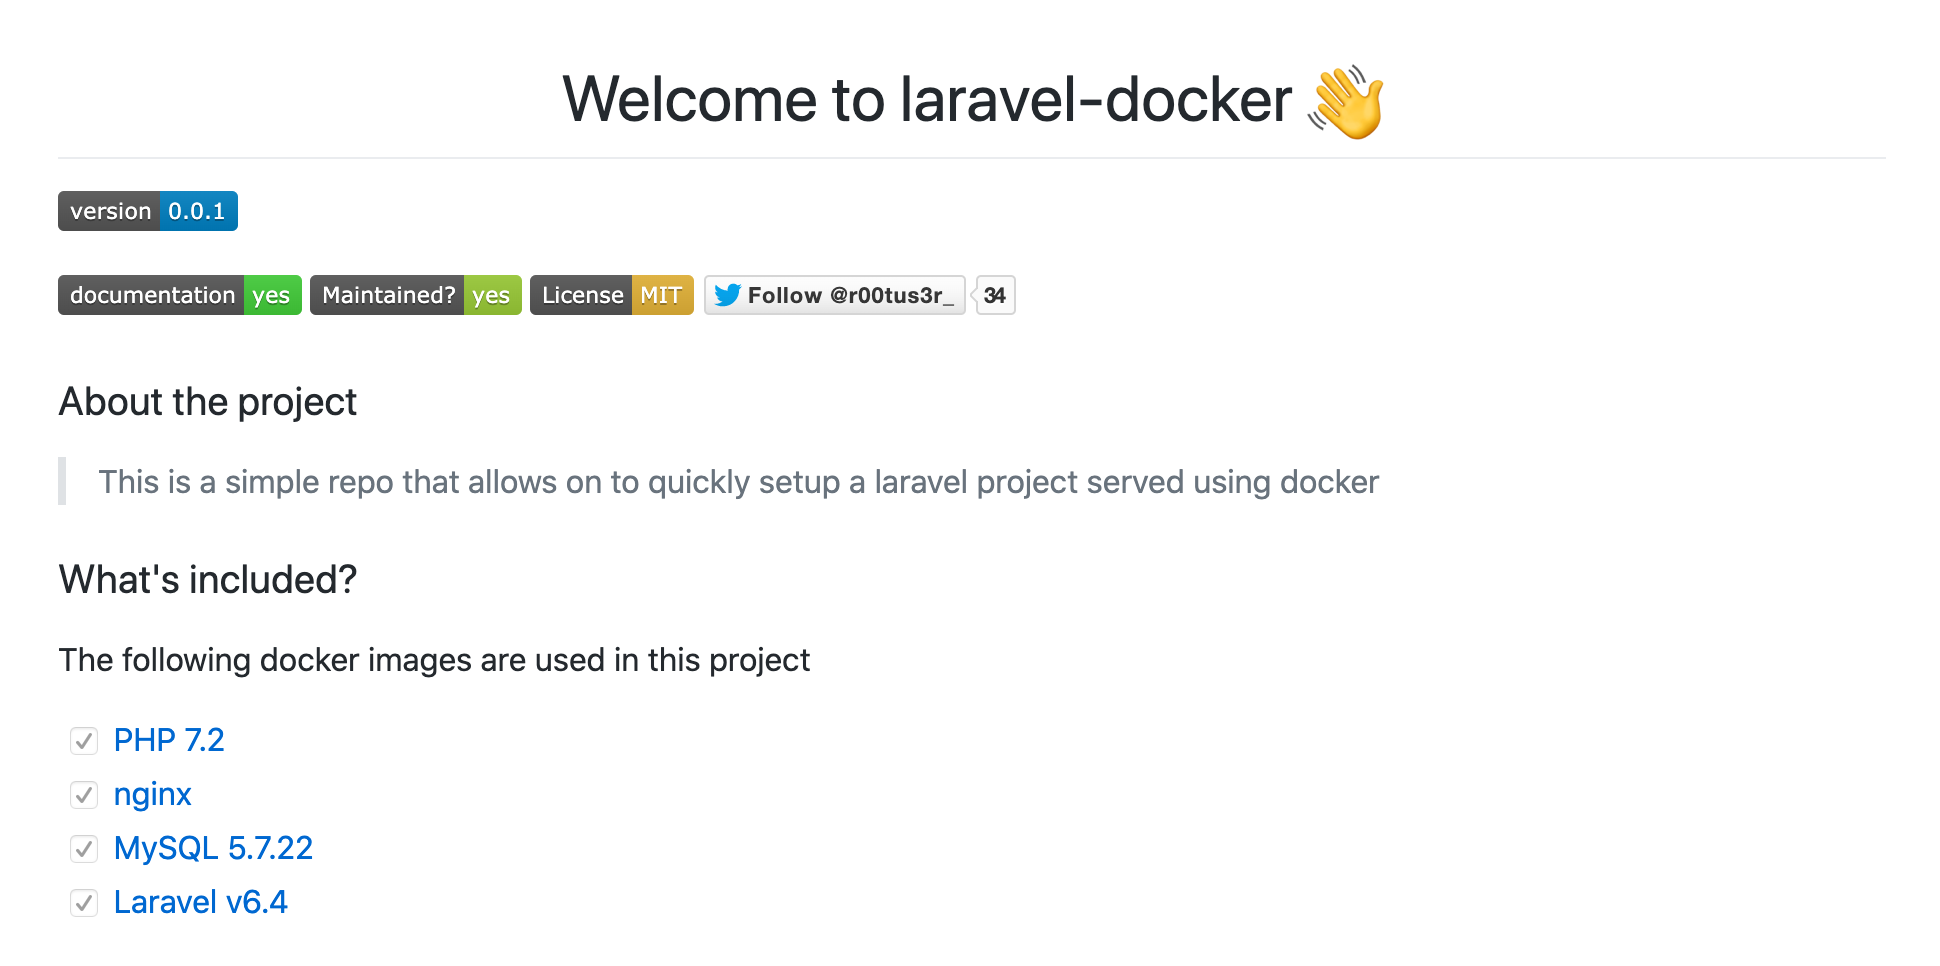 Welcome to laravel-docker 👋
version 0.0.1
documentation yes Maintained? yes License MIT Follow @r00tus3r_ 34
About the project
This is a simple repo that allows on to quickly setup a laravel project served using docker
What's included?
The following docker images are used in this project
PHP 7.2
nginx
MySQL 5.7.22
Laravel v6.4